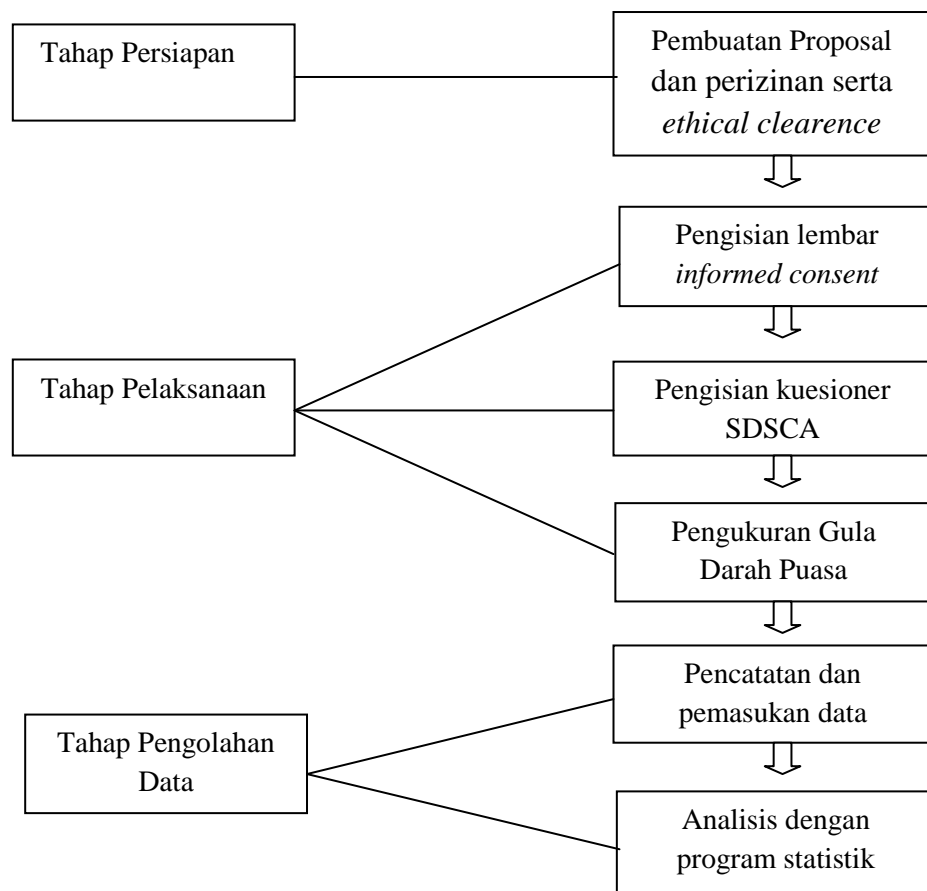 Tahap Persiapan
Pembuatan Proposal
dan perizinan serta
ethical clearence
Pengisian lembar
informed consent
Tahap Pelaksanaan
Pengisian kuesioner
SDSCA
Pengukuran Gula
Darah Puasa
Pencatatan dan
pemasukan data
Tahap Pengolahan
Data
Analisis dengan
program statistik